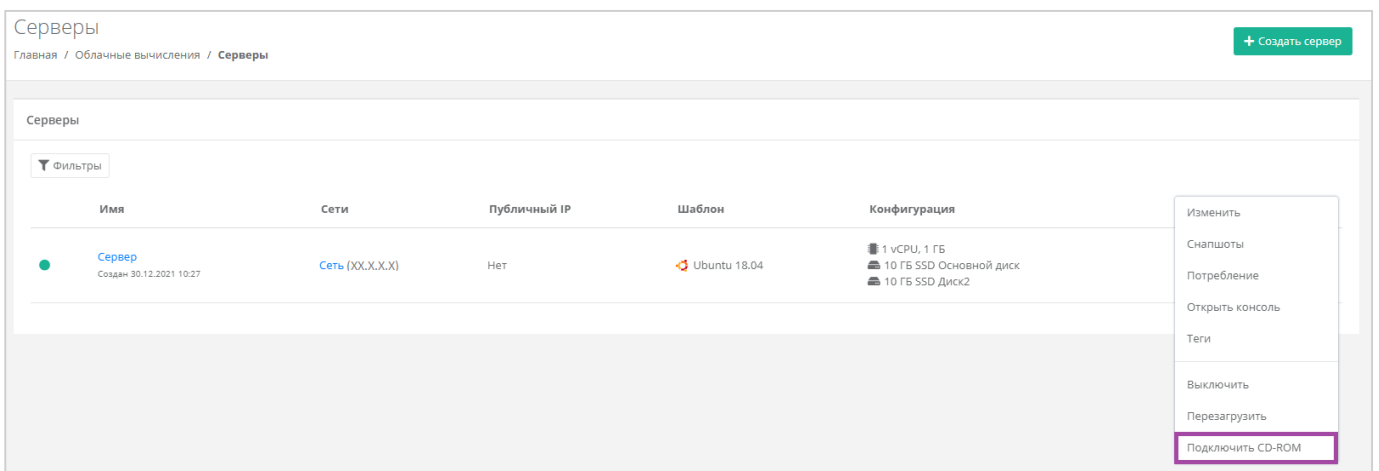 Серверы
Главная / Облачные вычисления / Серверы
+ Создать сервер
Серверы
Фильтры
Имя Сети Публичный IP Шаблон Конфигурация
Сервер
Создан 30.12.2021 10:27
Сеть (XX.X.X.X)
Нет
Ubuntu 18.04
1 vCPU, 1 ГБ
10 ГБ SSD Основной диск
10 ГБ SSD Диск2
Изменить
Снапшоты
Потребление
Открыть консоль
Теги
Выключить
Перезагрузить
Подключить CD-ROM